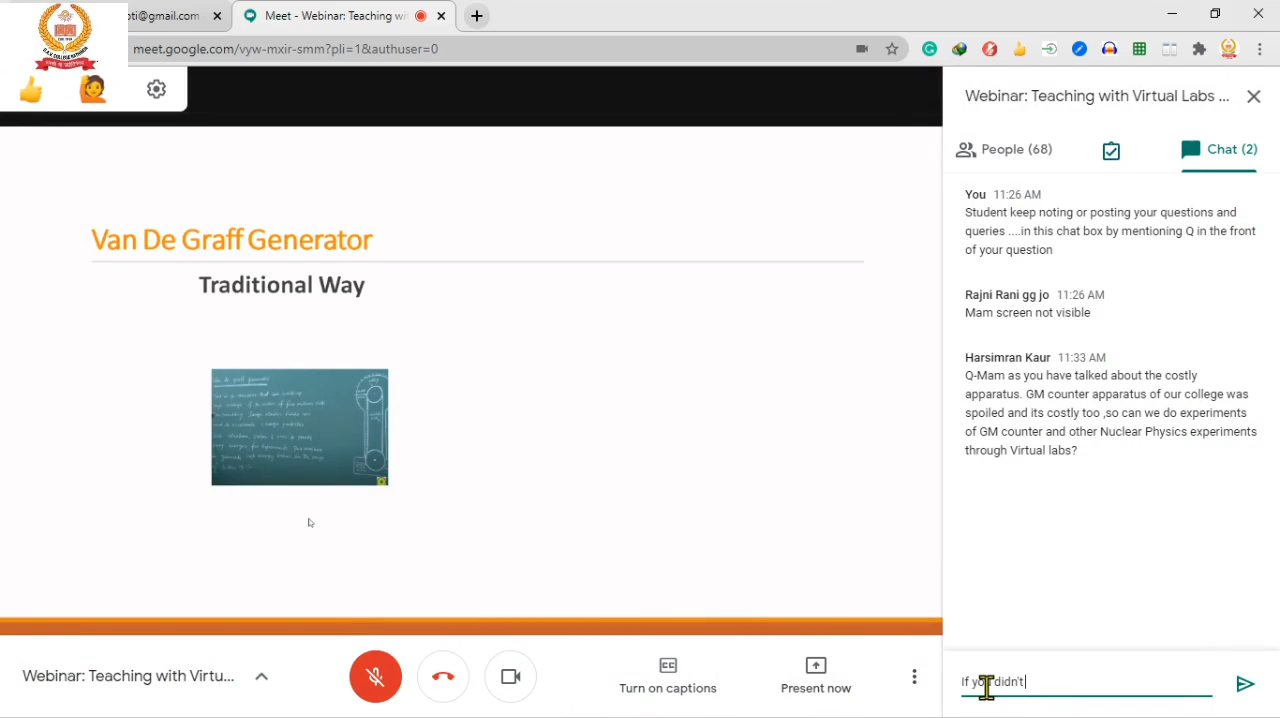 oti@gmail.com
Meet - Webinar: Teaching wit
meet.google.com/vyw-mxir-smm?pli=1&authuser=0
Webinar: Teaching with Virtual Labs ...
People (68)
Chat (2)
You 11:26 AM
Student keep noting or posting your questions and
queries ....in this chat box by mentioning Q in the front
of your question
Rajni Rani gg jo 11:26 AM
Mam screen not visible
Harsimran Kaur 11:33 AM
Q-Mam as you have talked about the costly
apparatus. GM counter apparatus of our college was
spoiled and its costly too ,so can we do experiments
of GM counter and other Nuclear Physics experiments
through Virtual labs?
If you didn't
Van De Graff Generator
Traditional Way
Webinar: Teaching with Virtu...
CC
Turn on captions
Present now